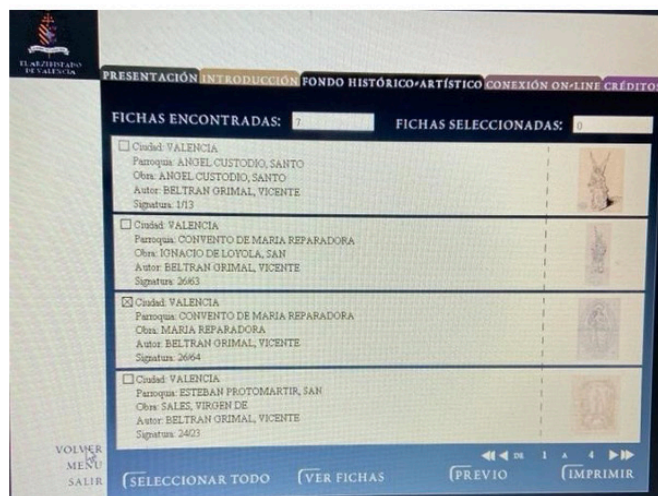 EL ARZOBISPADO
DE VALENCIA
PRESENTACIÓN INTRODUCCIÓN FONDO HISTÓRICO-ARTÍSTICO CONEXIÓN ON-LINE CRÉDITOS
FICHAS ENCONTRADAS: 7 FICHAS SELECCIONADAS: 0
Ciudad: VALENCIA
Parroquia: ANGEL CUSTODIO, SANTO
Obra: ANGEL CUSTODIO, SANTO
Autor: BELTRAN GRIMAL, VICENTE
Signatura: 1/13
Ciudad: VALENCIA
Parroquia: CONVENTO DE MARIA REPARADORA
Obra: IGNACIO DE LOYOLA, SAN
Autor: BELTRAN GRIMAL, VICENTE
Signatura: 26/63
Ciudad: VALENCIA
Parroquia: CONVENTO DE MARIA REPARADORA
Obra: MARIA REPARADORA
Autor: BELTRAN GRIMAL, VICENTE
Signatura: 26/64
Ciudad: VALENCIA
Parroquia: ESTEBAN PROTOMARTIR, SAN
Obra: SALES, VIRGEN DE
Autor: BELTRAN GRIMAL, VICENTE
Signatura: 24/23
DE 1 A 4
VOLVER
MENU
SALIR
SELECCIONAR TODO VER FICHAS PREVIO IMPRIMIR